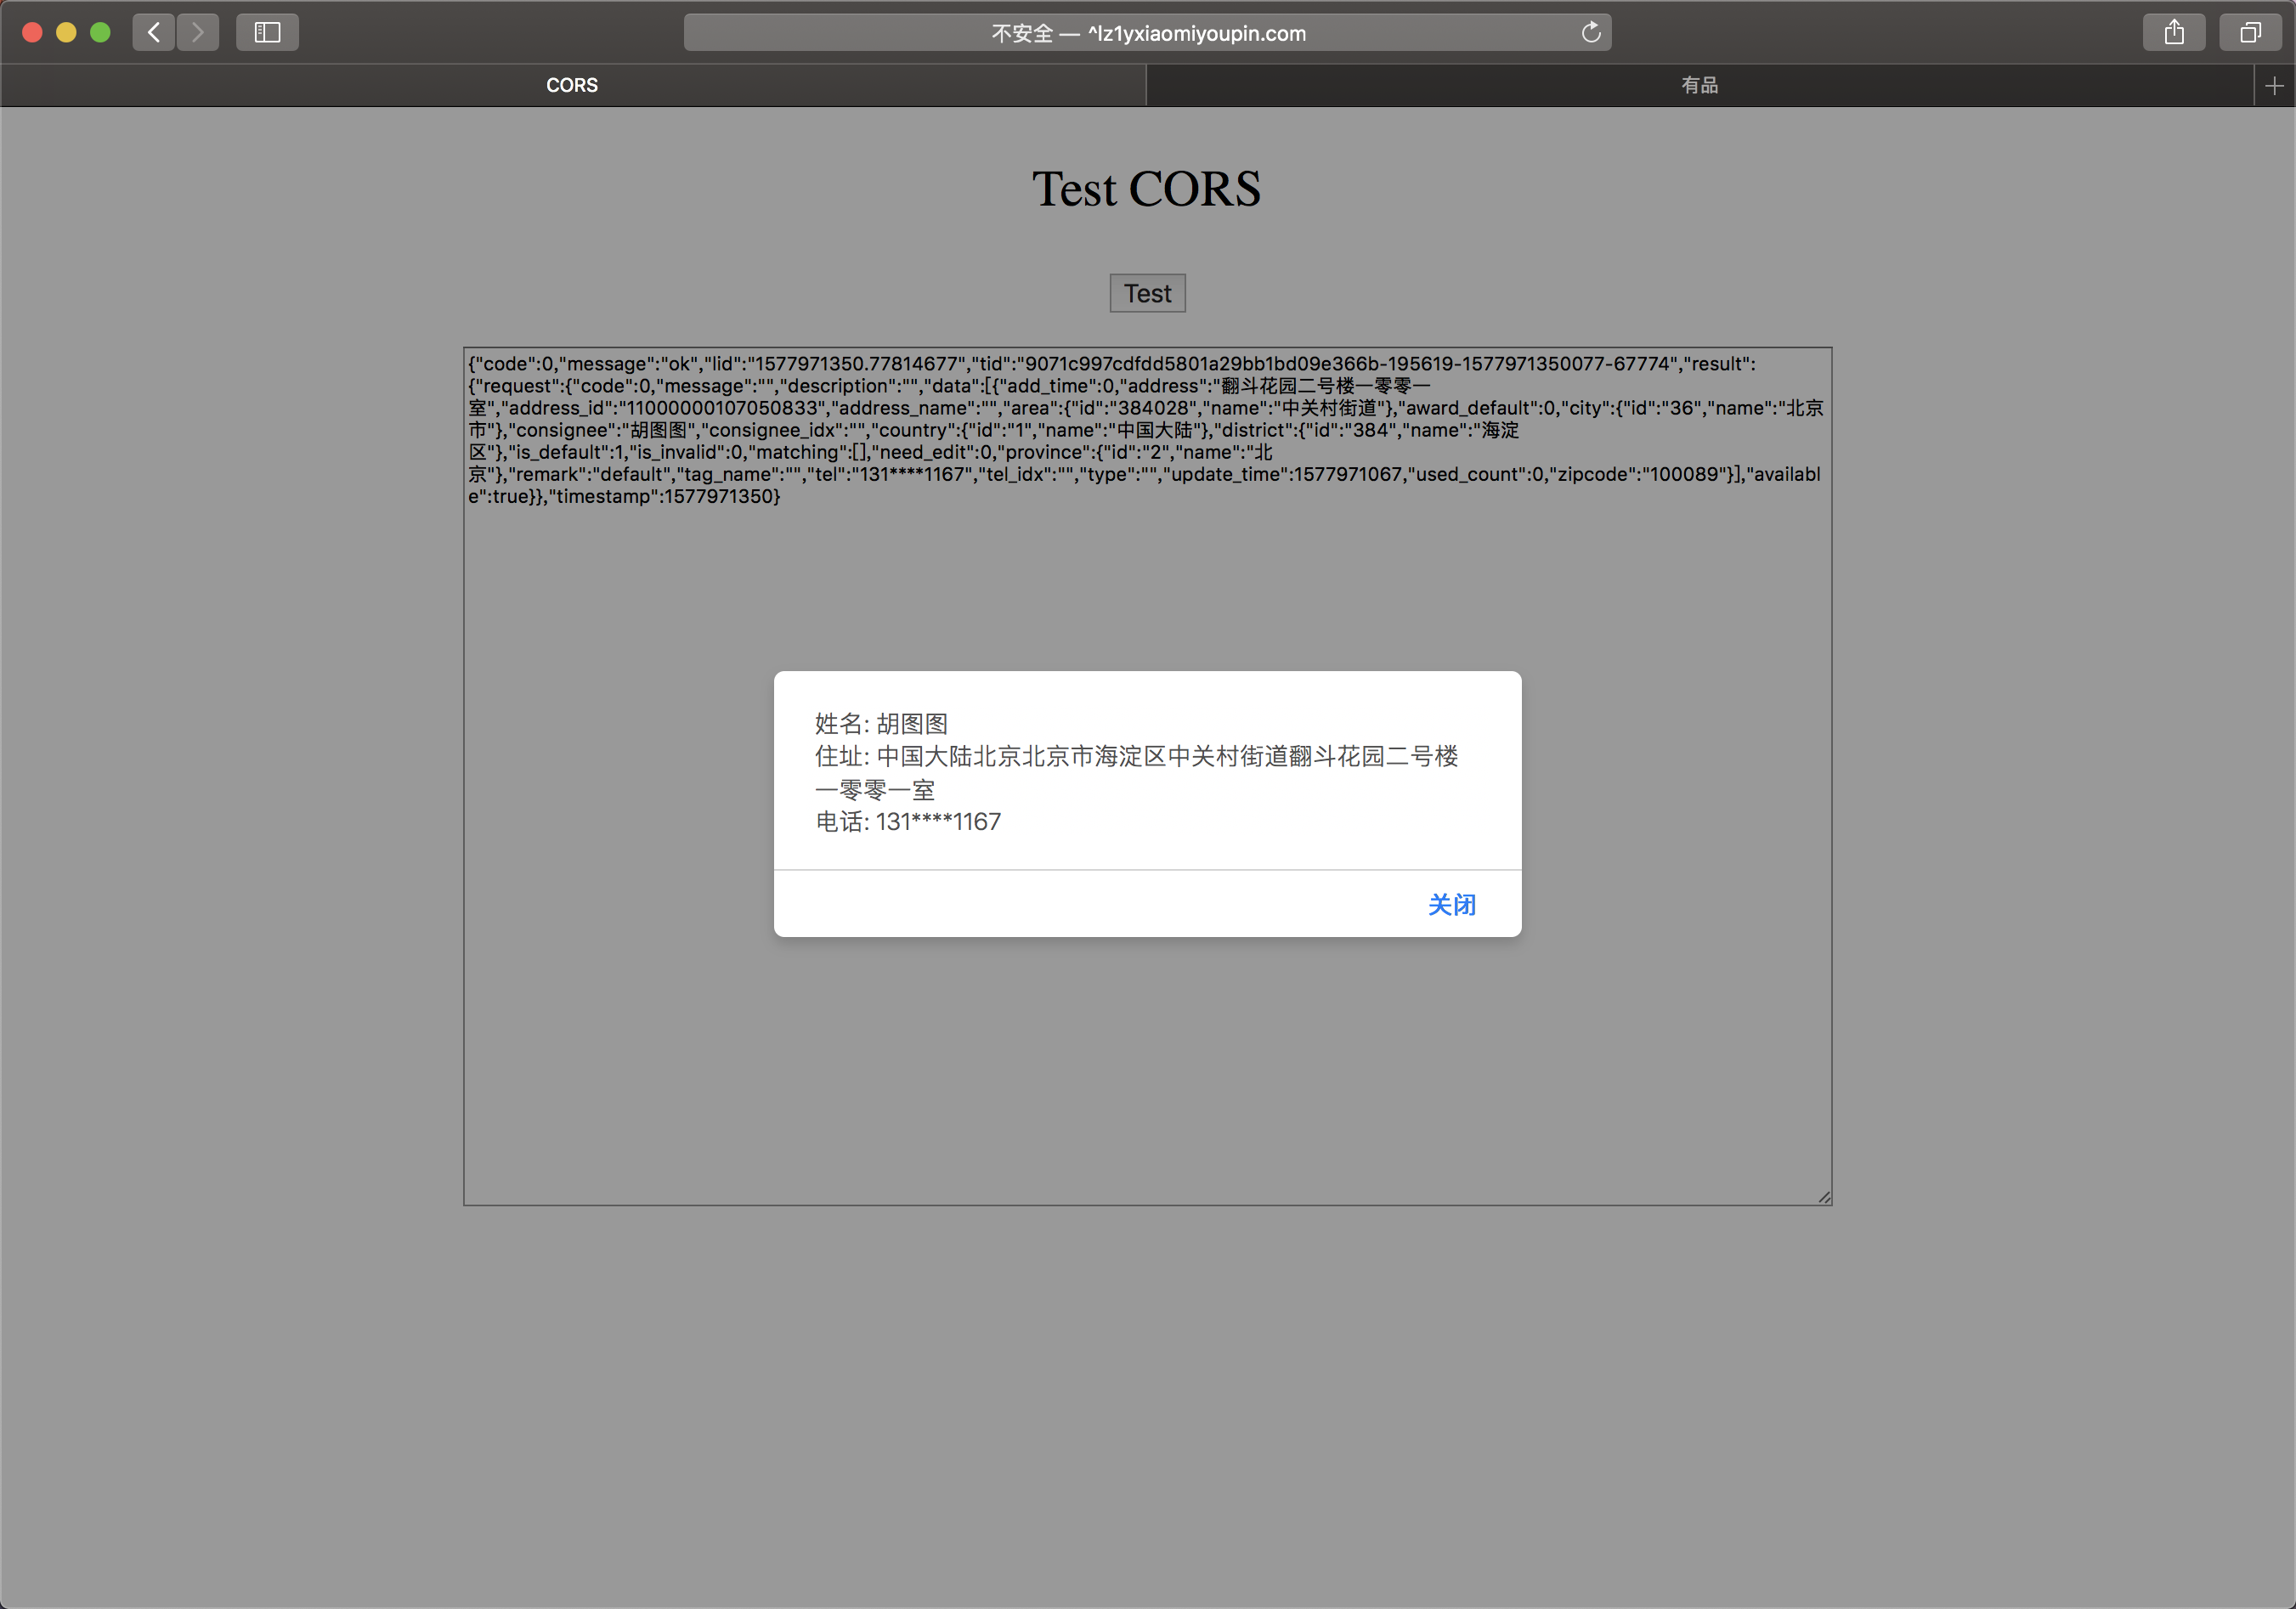 不安全 — ^lz1yxiaomiyoupin.com
CORS
有品
Test CORS
Test
{"code":0,"message":"ok","lid":"1577971350.77814677","tid":"9071c997cdfdd5801a29bb1bd09e366b-195619-1577971350077-67774","result":
{"request":{"code":0,"message":"","description":"","data":[{"add_time":0,"address":"翻斗花园二号楼一零零一
室","address_id":"11000000107050833","address_name":"","area":{"id":"384028","name":"中关村街道"},"award_default":0,"city":{"id":"36","name":"北京
市"},"consignee":"胡图图","consignee_idx":"","country":{"id":"1","name":"中国大陆"},"district":{"id":"384","name":"海淀
区"},"is_default":1,"is_invalid":0,"matching":[],"need_edit":0,"province":{"id":"2","name":"北
京"},"remark":"default","tag_name":"","tel":"131****1167","tel_idx":"","type":"","update_time":1577971067,"used_count":0,"zipcode":"100089"}],"availabl
e":true}},"timestamp":1577971350}
姓名: 胡图图
住址: 中国大陆北京北京市海淀区中关村街道翻斗花园二号楼
一零零一室
电话: 131****1167
关闭